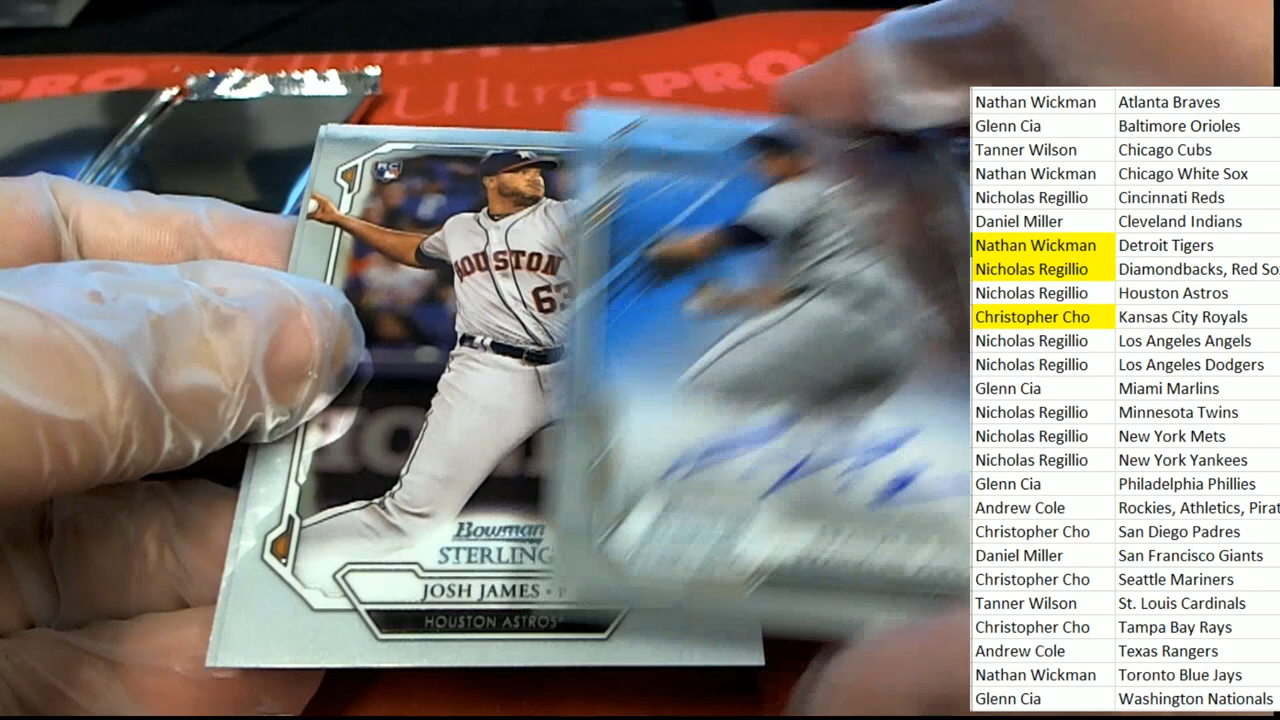 PRO
Ultra PRO
RC
HOUSTON
63
Bowman
STERLING
JOSH JAMES
HOUSTON ASTROS
Nathan Wickman Atlanta Braves
Glenn Cia Baltimore Orioles
Tanner Wilson Chicago Cubs
Nathan Wickman Chicago White Sox
Nicholas Regillio Cincinnati Reds
Daniel Miller Cleveland Indians
Nathan Wickman Detroit Tigers
Nicholas Regillio Diamondbacks, Red So
Nicholas Regillio Houston Astros
Christopher Cho Kansas City Royals
Nicholas Regillio Los Angeles Angels
Nicholas Regillio Los Angeles Dodgers
Glenn Cia Miami Marlins
Nicholas Regillio Minnesota Twins
Nicholas Regillio New York Mets
Nicholas Regillio New York Yankees
Glenn Cia Philadelphia Phillies
Andrew Cole Rockies, Athletics, Pirat
Christopher Cho San Diego Padres
Daniel Miller San Francisco Giants
Christopher Cho Seattle Mariners
Tanner Wilson St. Louis Cardinals
Christopher Cho Tampa Bay Rays
Andrew Cole Texas Rangers
Nathan Wickman Toronto Blue Jays
Glenn Cia Washington Nationals